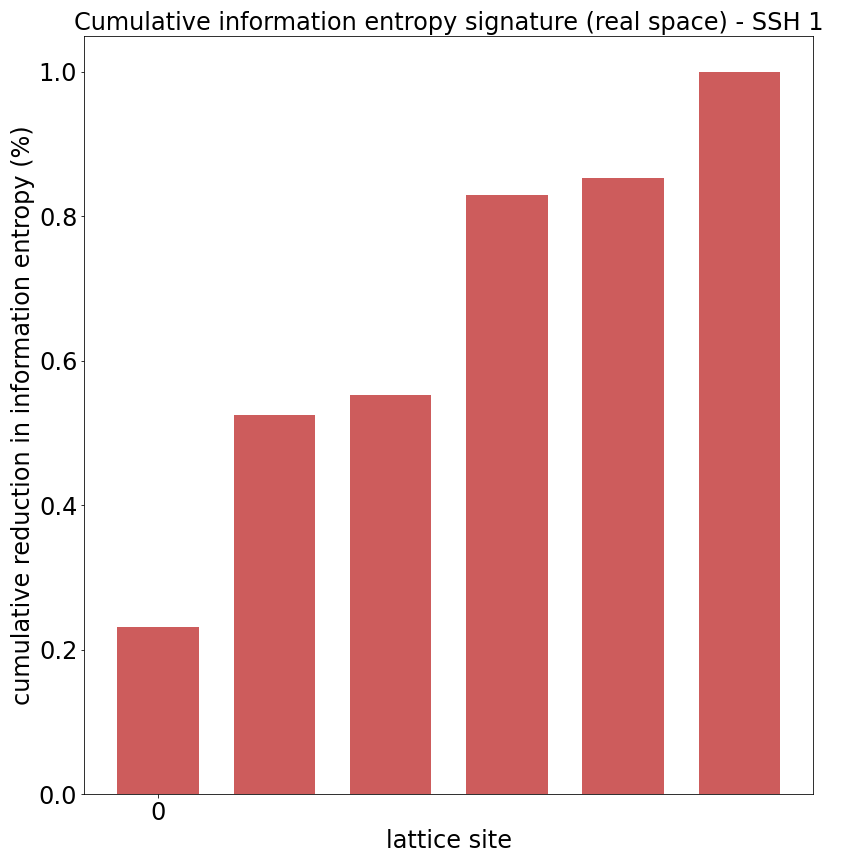 Cumulative information entropy signature (real space) - SSH 1
cumulative reduction in information entropy (%)
1.0
0.8
0.6
0.4
0.2
0.0
0
lattice site